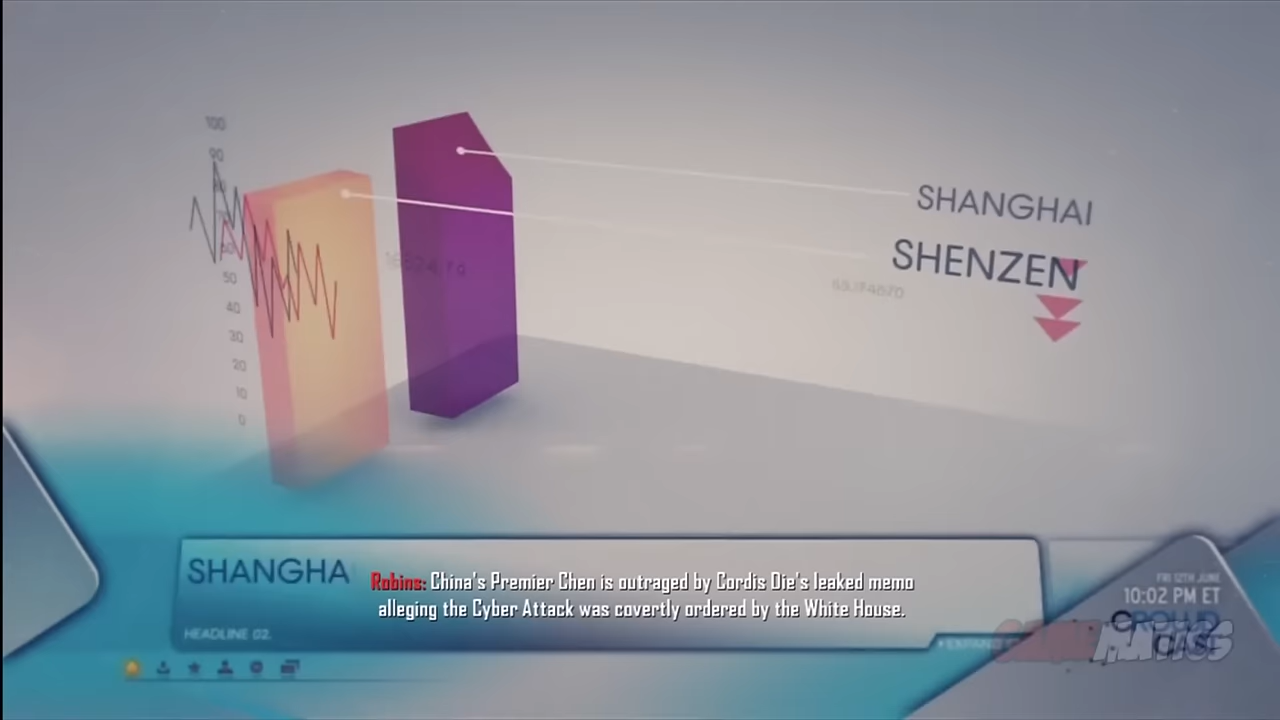 100
90
50
40
30
20
10
0
SHANGHAI
SHENZEN
SHANGHA
Robins: China's Premier Chen is outraged by Cordis Die's leaked memo
alleging the Cyber Attack was covertly ordered by the White House.
HEADLINE 02.
FRI 12TH JUNE
10:02 PM ET
CROWD
CAST